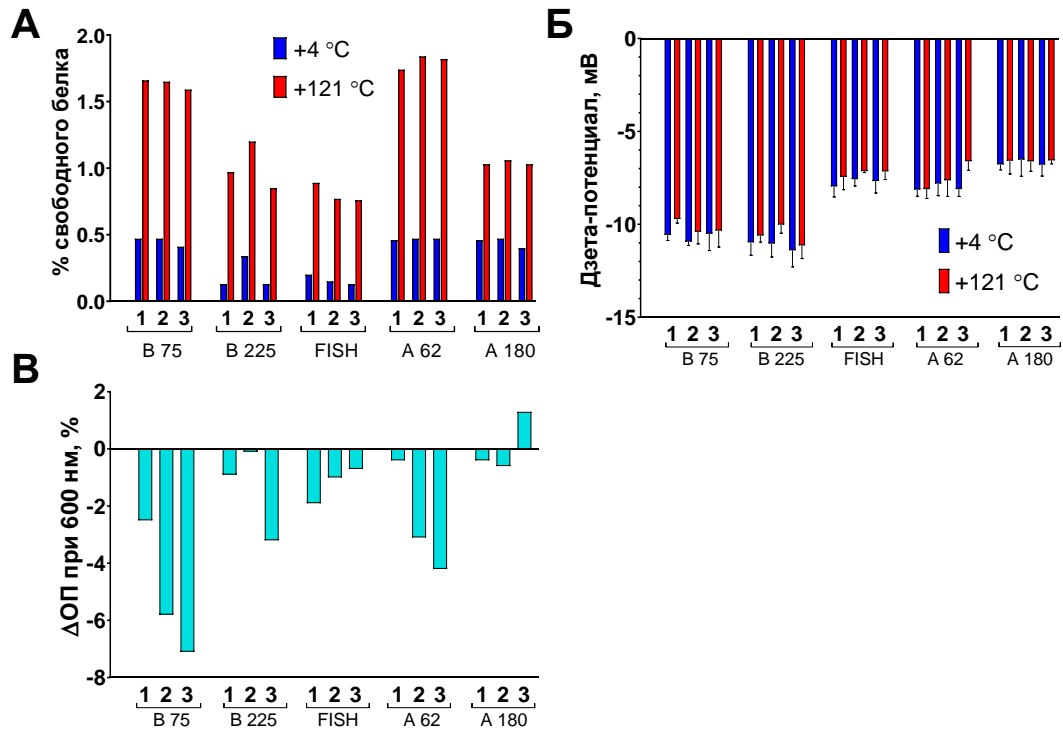 А
% свободного белка
2.0
1.5
1.0
0.5
0.0
+4 °C
+121 °C
1 2 3 1 2 3 1 2 3 1 2 3 1 2 3
B 75 B 225 FISH A 62 A 180
Б
Дзета-потенциал, мВ
0
-5
-10
-15
+4 °C
+121 °C
1 2 3 1 2 3 1 2 3 1 2 3 1 2 3
B 75 B 225 FISH A 62 A 180
В
ΔОП при 600 нм, %
2
0
-2
-4
-6
-8
1 2 3 1 2 3 1 2 3 1 2 3 1 2 3
B 75 B 225 FISH A 62 A 180